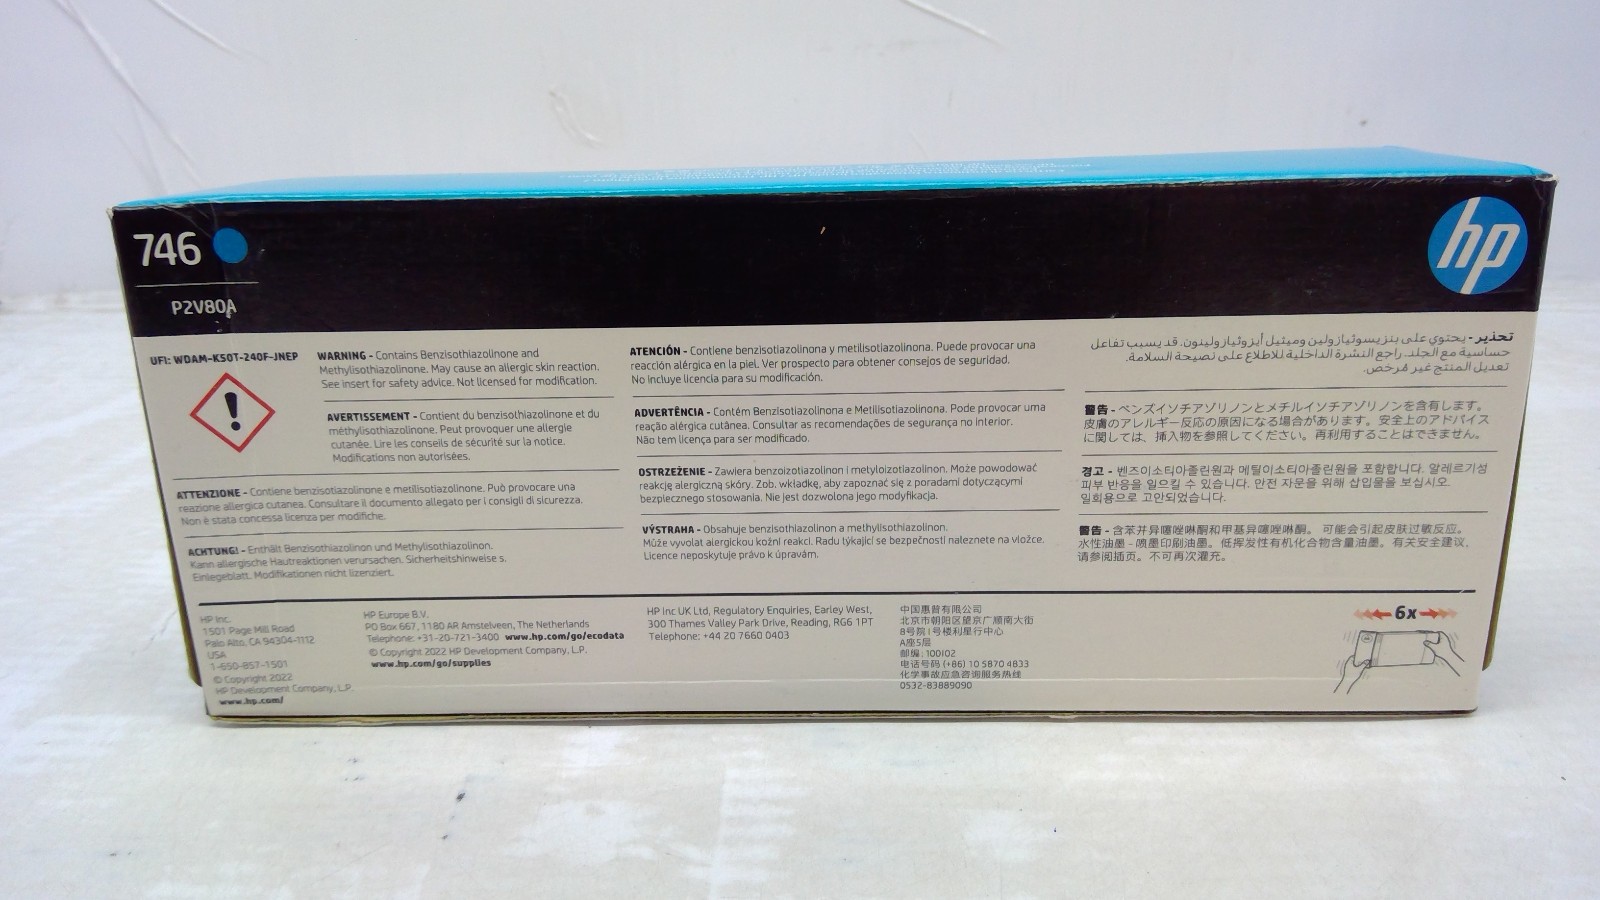 746
hp
P2V80A
UFI: WDAM-K50T-240F-JNEP
WARNING - Contains Benzisothiazolinone and
Methylisothiazolinone. May cause an allergic skin reaction.
See insert for safety advice. Not licensed for modification.
AVERTISSEMENT - Contient du benzisolhiazolinone et du
méthylisothiazolinone. Peut provoquer une allergie
cutanée. Lire les conseils de sécurité sur la notice.
Modifications non autorisées.
ATTENZIONE - Contiene benzisotiazolinone e metilisotiazolinone. Può provocare una
reazione allergica cutanea. Consultare il documento allegato per i consigli di sicurezza.
Non è stata concessa licenza per modifiche.
ACHTUNG! - Enthält Benzisothiazolinon und Methylisothiazolinon.
Kann allergische Hautreaktionen verursachen. Sicherheitshinweise s.
Einlegeblatt. Modifikationen nicht lizenziert.
ATENCIÓN - Contiene benzisotiazolinona y metilisotiazolinona. Puede provocar una
reacción alérgica en la piel. Ver prospecto para obtener consejos de seguridad.
No incluye licencia para su modificación.
ADVERTÊNCIA - Contém Benzisotiazolinona e Metilisotiazolinona. Pode provocar uma
reação alérgica cutânea. Consultar as recomendações de segurança no interior.
Não tem licença para ser modificado.
OSTRZEŻENIE - Zawiera benzoizotiazolinon i metyloizotiazolinon. Może powodować
reakcję alergiczną skóry. Zob. wkładkę, aby zapoznać się z poradami dotyczącymi
bezpiecznego stosowania. Nie jest dozwolona jego modyfikacja.
VÝSTRAHA - Obsahuje benzisothiazolinon a methylisothiazolinon.
Může vyvolat alergickou kožní reakci. Radu týkající se bezpečnosti naleznete na vložce.
Licence neposkytuje právo k úpravám.
تحذير - يحتوي على بنزيسوثيازولين وميثيل أيزوثيازولينون. قد يسبب تفاعل
حساسية مع الجلد. راجع النشرة الداخلية للاطلاع على نصيحة السلامة.
تعديل المنتج غير مُرخص.
警告 - ベンズイソチアゾリノンとメチルイソチアゾリノンを含有します。
皮膚のアレルギー反応の原因になる場合があります。安全上のアドバイス
に関しては、挿入物を参照してください。再利用することはできません。
경고 - 벤즈이소티아졸린원과 메틸이소티아졸린원을 포함합니다. 알레르기성
피부 반응을 일으킬 수 있습니다. 안전 자문을 위해 삽입물을 보십시오.
일회용으로 고안되었습니다.
警告 - 含苯并异噻唑啉酮和甲基异噻唑啉酮。 可能会引起皮肤过敏反应。
水性油墨 - 喷墨印刷油墨。低挥发性有机化合物含量油墨。有关安全建议，
请参阅插页。不可再次灌充。
HP Inc.
1501 Page Mill Road
Palo Alto, CA 94304-1112
USA
1-650-857-1501
© Copyright 2022
HP Development Company, L.P.
www.hp.com/
HP Europe B.V.
PO Box 667, 1180 AR Amstelveen, The Netherlands
Telephone: +31-20-721-3400 www.hp.com/go/ecodata
© Copyright 2022 HP Development Company, L.P.
www.hp.com/go/supplies
HP Inc UK Ltd, Regulatory Enquiries, Earley West,
300 Thames Valley Park Drive, Reading, RG6 1PT
Telephone: +44 20 7660 0403
中国惠普有限公司
北京市朝阳区望京广顺南大街
8号院1号楼利星行中心
A座5层
邮编: 100102
电话号码 (+86) 10 5870 4833
化学事故应急咨询服务热线
0532-83889090
6x